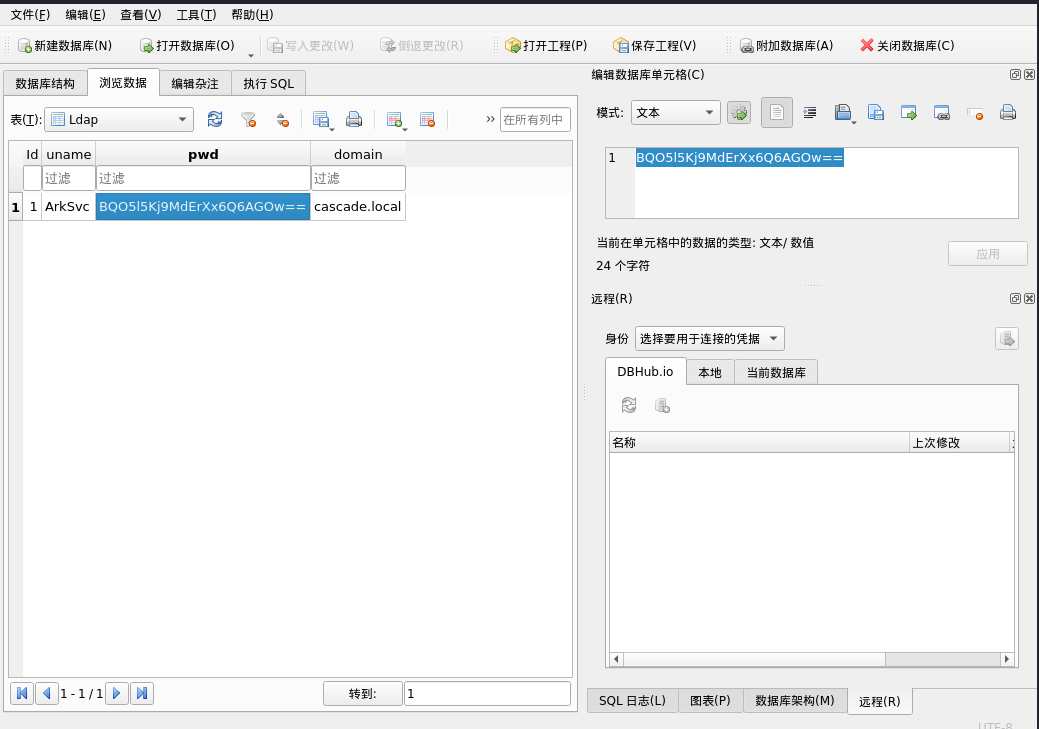 文件(F) 编辑(E) 查看(V) 工具(T) 帮助(H)
新建数据库(N) 打开数据库(O) 写入更改(W) 倒退更改(R) 打开工程(P) 保存工程(V) 附加数据库(A) 关闭数据库(C)
数据库结构 浏览数据 编辑杂注 执行 SQL
表(T): Ldap 在所有列中
Id uname pwd domain
过滤 过滤 过滤
1 1 ArkSvc BQO5l5Kj9MdErXx6Q6AGOw== cascade.local
1 - 1 / 1 转到: 1
编辑数据库单元格(C)
模式: 文本
1 BQO5l5Kj9MdErXx6Q6AGOw==
当前在单元格中的数据的类型: 文本/ 数值
24 个字符
应用
远程(R)
身份 选择要用于连接的凭据
DBHub.io 本地 当前数据库
名称 上次修改
SQL 日志(L) 图表(P) 数据库架构(M) 远程(R)
UTF-8